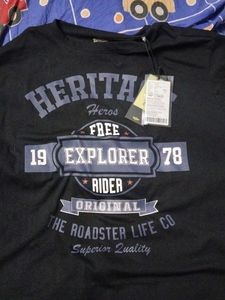 HERITAGE
Heros
FREE
19 EXPLORER 78
RIDER
ORIGINAL
THE ROADSTER LIFE CO
Superior Quality